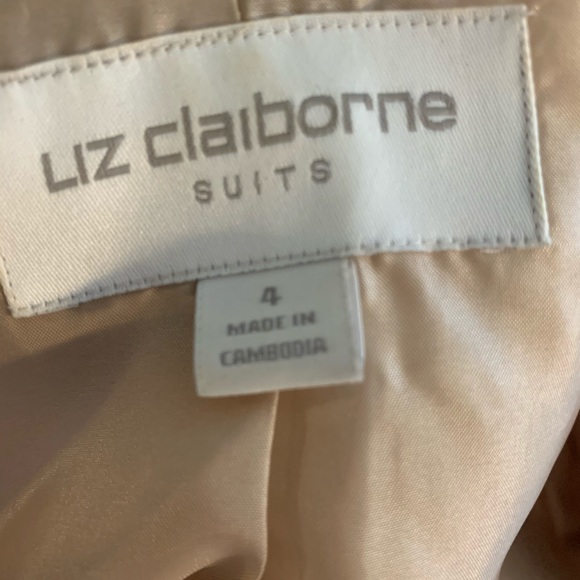 LIZ claiborne
SUITS
4
MADE IN
CAMBODIA